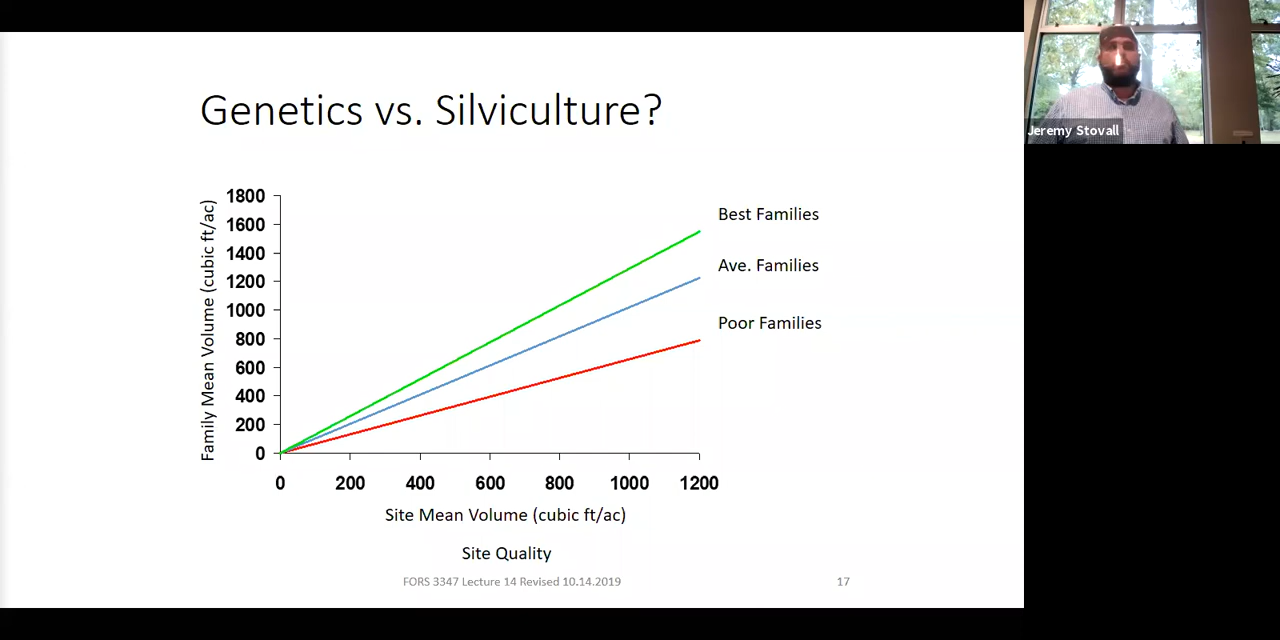 Genetics vs. Silviculture?
Jeremy Stovall
Family Mean Volume (cubic ft/ac)
1800
1600
1400
1200
1000
800
600
400
200
0
Best Families
Ave. Families
Poor Families
0 200 400 600 800 1000 1200
Site Mean Volume (cubic ft/ac)
Site Quality
FORS 3347 Lecture 14 Revised 10.14.2019
17